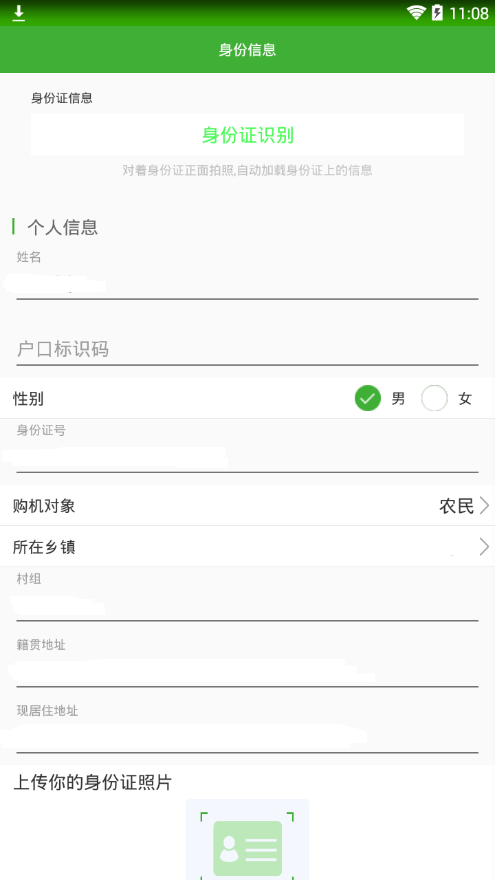 11:08
身份信息
身份证信息
身份证识别
对着身份证正面拍照,自动加载身份证上的信息
个人信息
姓名
户口标识码
性别 男 女
身份证号
购机对象 农民
所在乡镇
村组
籍贯地址
现居住地址
上传你的身份证照片